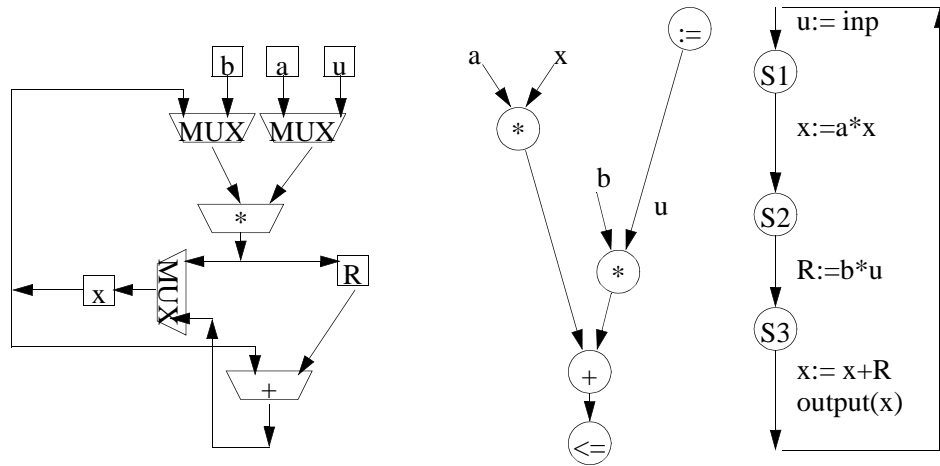 b a u
MUX MUX
*
MUX
x
R
+
:=
a x
*
b
u
*
+
<=
u:= inp
S1
x:=a*x
S2
R:=b*u
S3
x:= x+R
output(x)